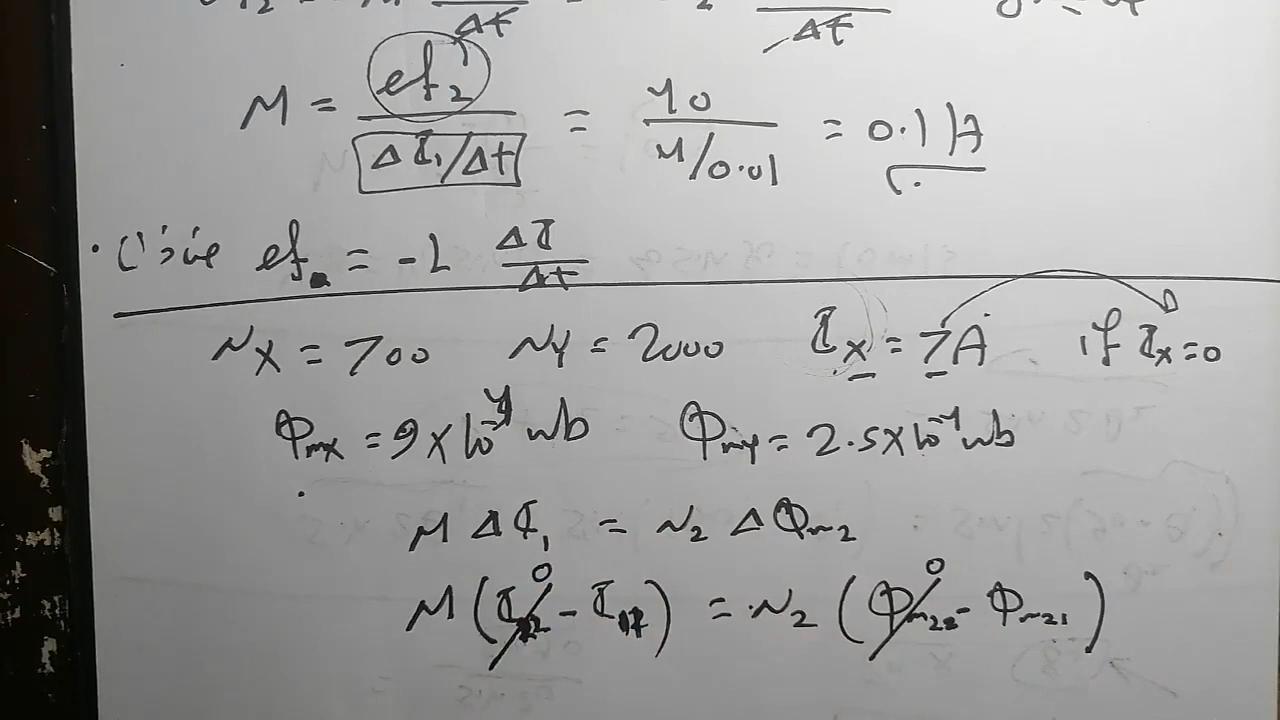 M = ef₂ / (ΔI₁/Δt) = 40 / (4/0.01) = 0.1 H
ef = -L ΔI/Δt
Nx = 700 Ny = 2000 Ix = 7A if Ix=0
Φmx = 9×10⁻⁴ wb Φmy = 2.5×10⁻⁴ wb
M ΔI₁ = N₂ ΔΦm₂
M(I₁₂ - I₁₁) = N₂(Φm₂₂ - Φm₂₁)